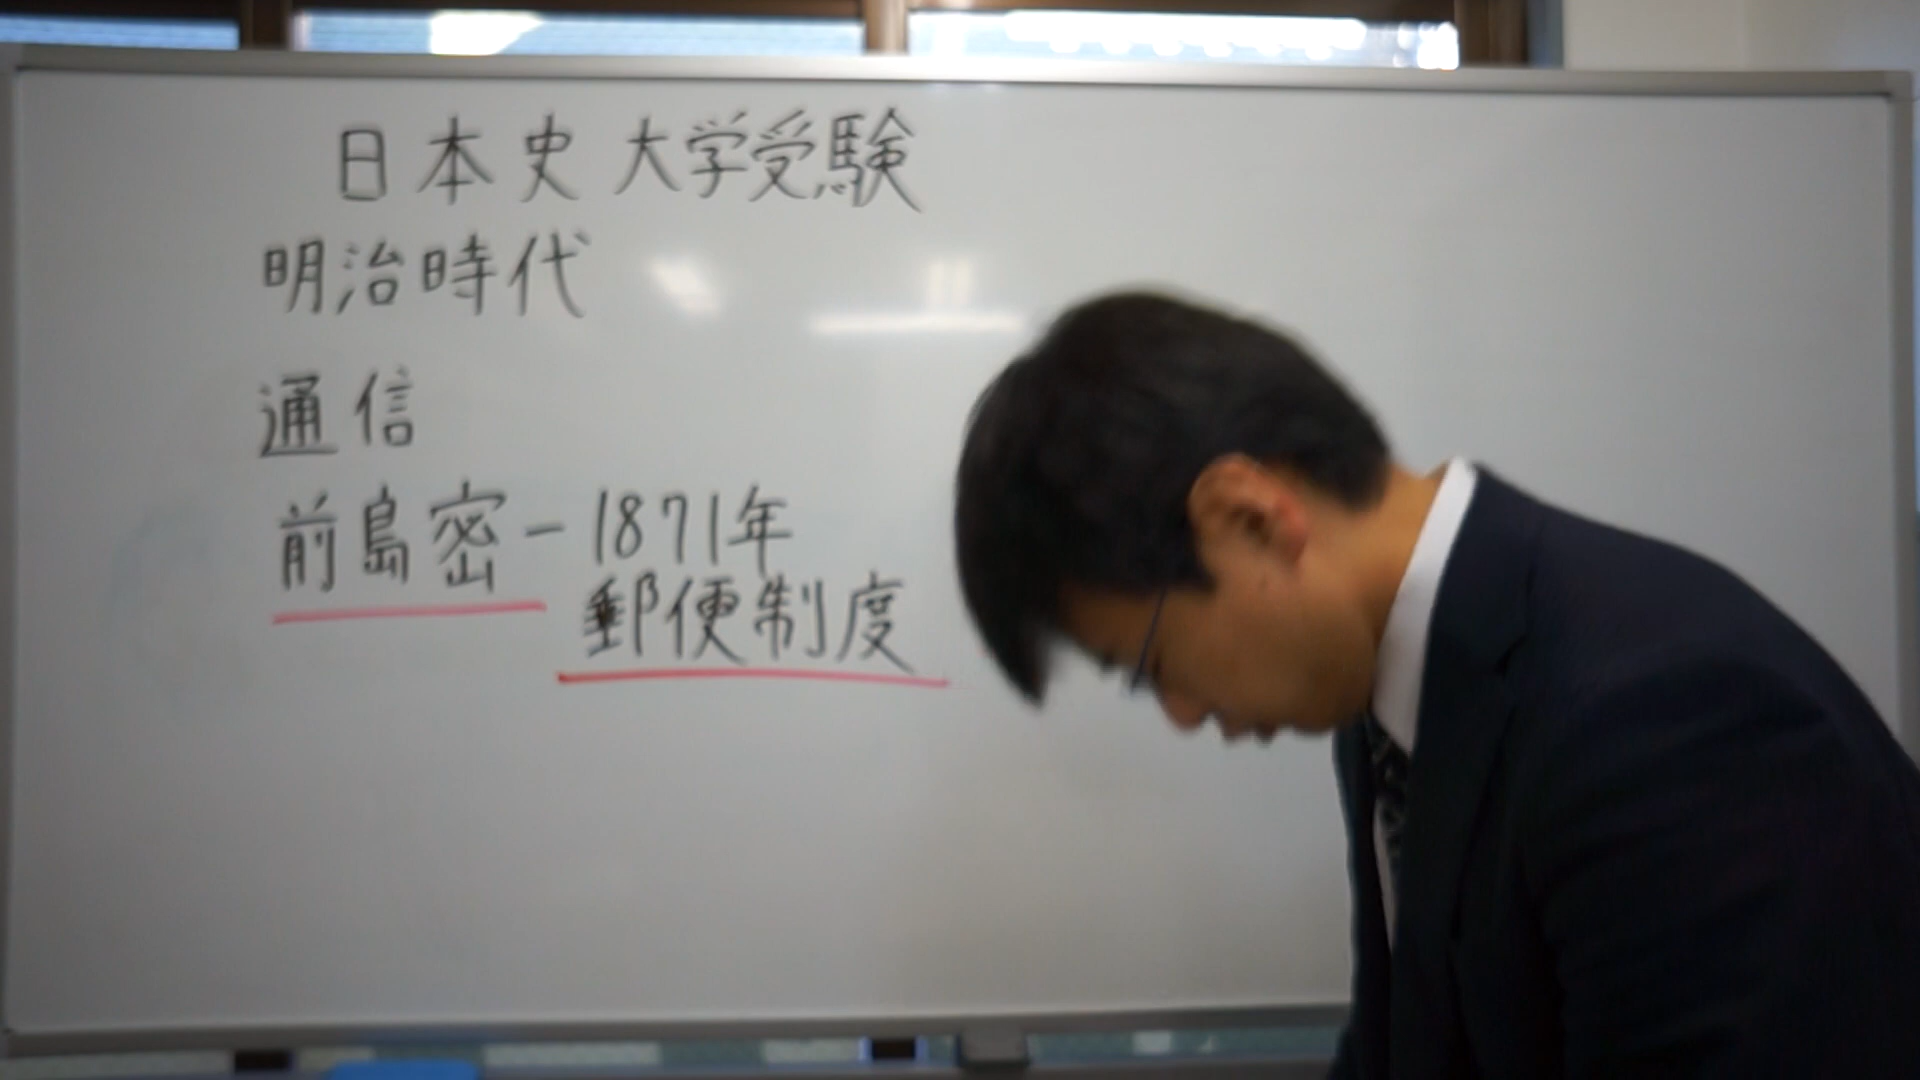 日本史 大学受験
明治時代
通信
前島密－1871年
郵便制度